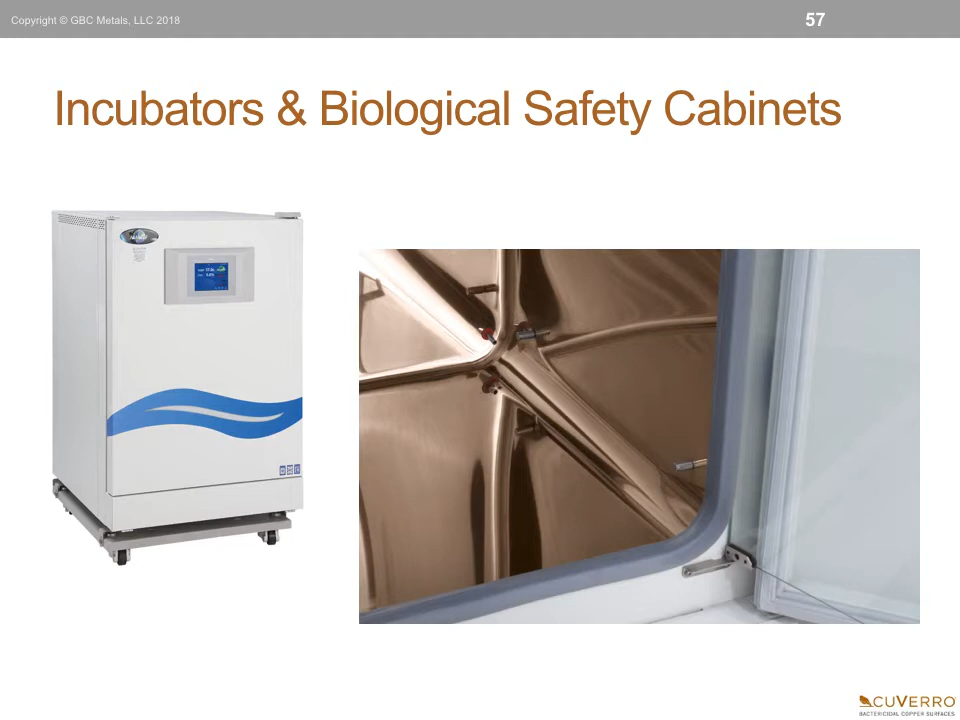 Copyright © GBC Metals, LLC 2018
57
Incubators & Biological Safety Cabinets
CUVERRO
BACTERICIDAL COPPER SURFACES